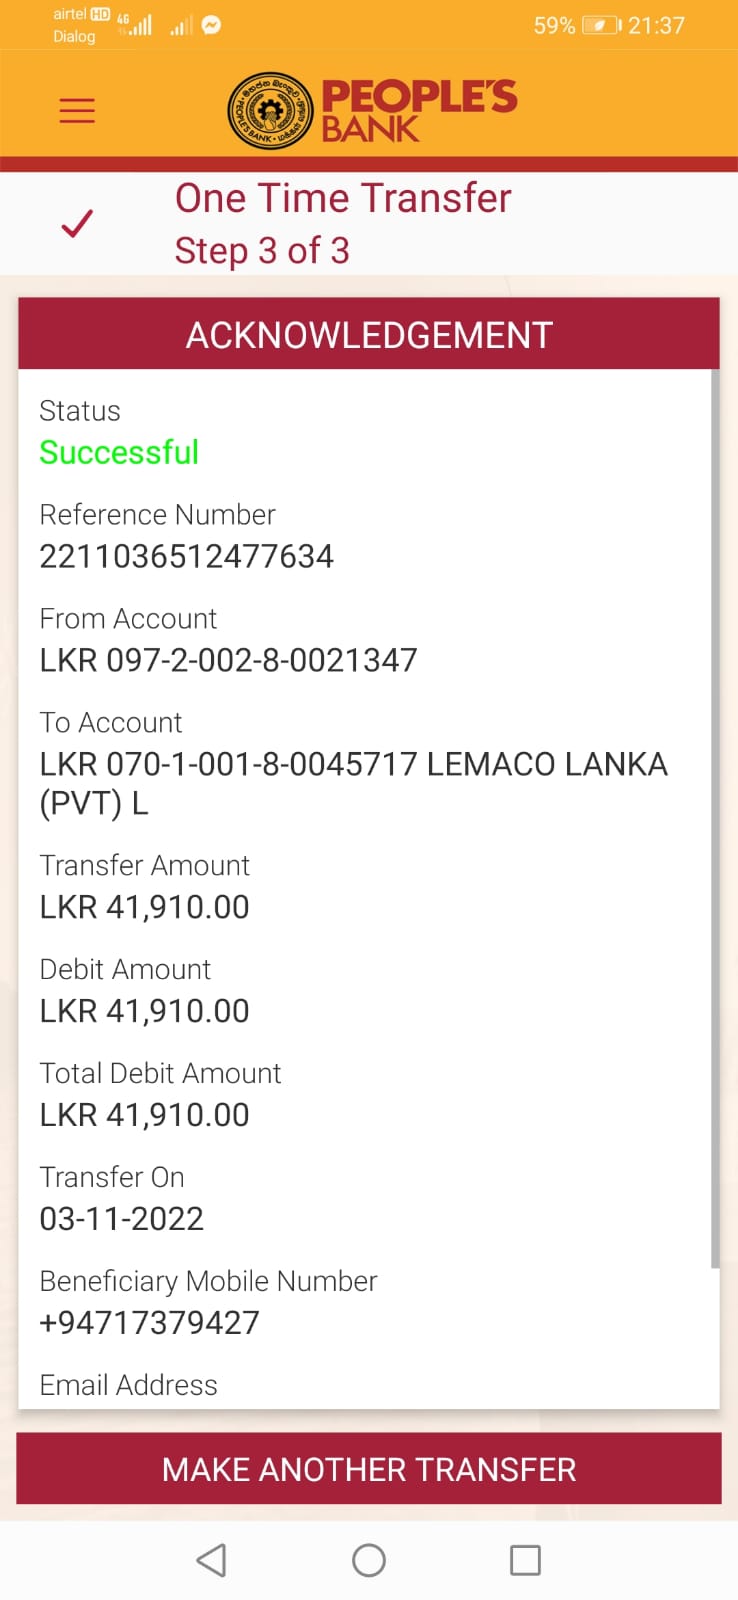 airtel HD 4G 59% 21:37
Dialog
PEOPLE'S
BANK
One Time Transfer
Step 3 of 3
ACKNOWLEDGEMENT
Status
Successful
Reference Number
2211036512477634
From Account
LKR 097-2-002-8-0021347
To Account
LKR 070-1-001-8-0045717 LEMACO LANKA
(PVT) L
Transfer Amount
LKR 41,910.00
Debit Amount
LKR 41,910.00
Total Debit Amount
LKR 41,910.00
Transfer On
03-11-2022
Beneficiary Mobile Number
+94717379427
Email Address
MAKE ANOTHER TRANSFER